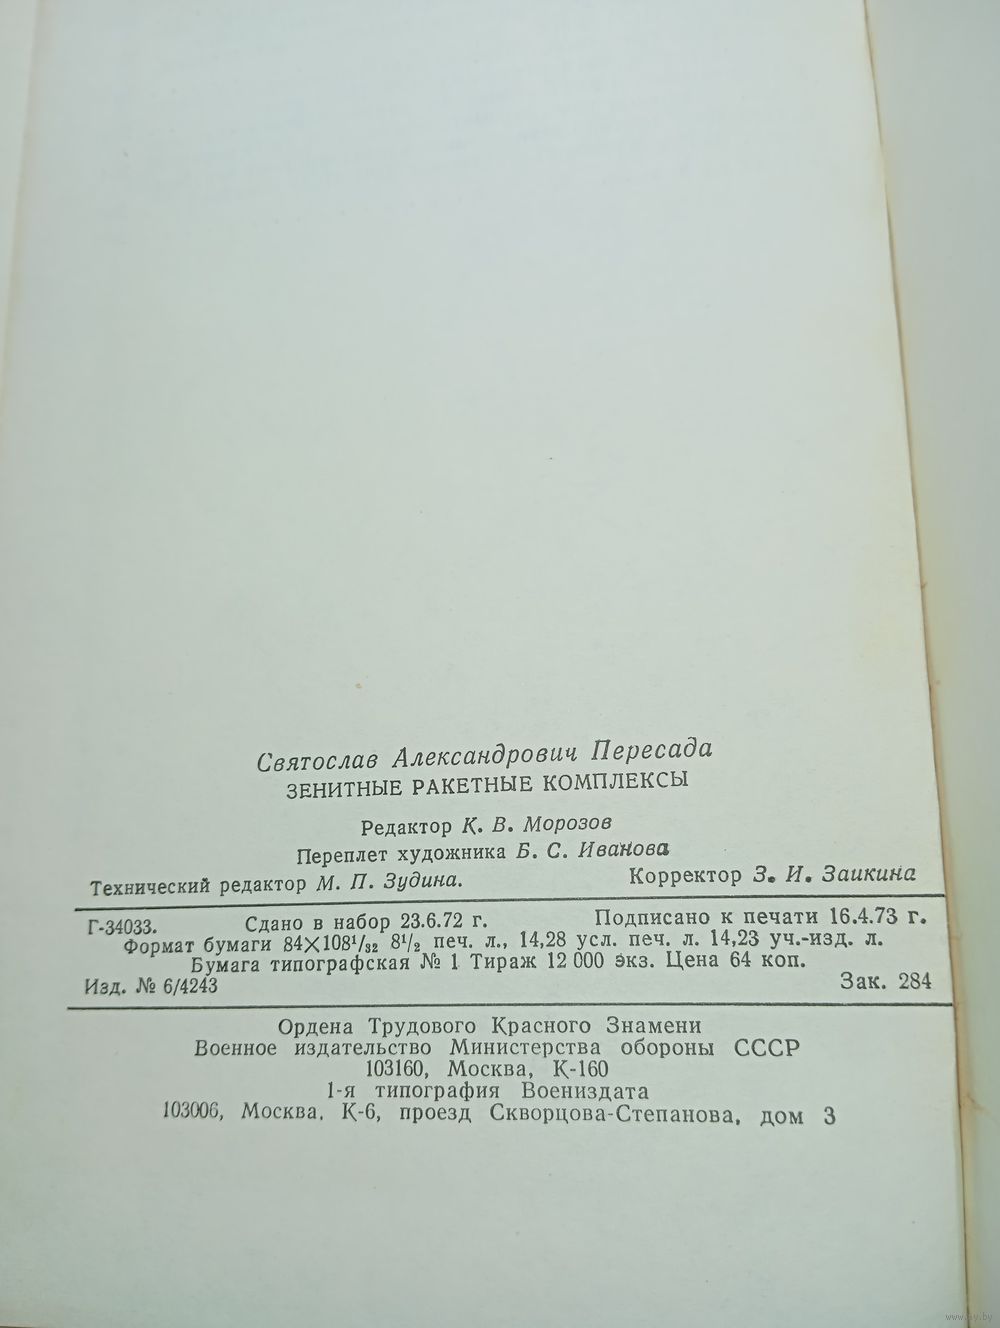 Святослав Александрович Пересада
ЗЕНИТНЫЕ РАКЕТНЫЕ КОМПЛЕКСЫ
Редактор К. В. Морозов
Переплет художника Б. С. Иванова
Технический редактор М. П. Зудина. Корректор З. И. Заикина
Г-34033. Сдано в набор 23.6.72 г. Подписано к печати 16.4.73 г.
Формат бумаги 84×108¹/₃₂ 8¹/₂ печ. л., 14,28 усл. печ. л. 14,23 уч.-изд. л.
Бумага типографская № 1 Тираж 12 000 экз. Цена 64 коп.
Изд. № 6/4243 Зак. 284
Ордена Трудового Красного Знамени
Военное издательство Министерства обороны СССР
103160, Москва, К-160
1-я типография Воениздата
103006, Москва, К-6, проезд Скворцова-Степанова, дом 3